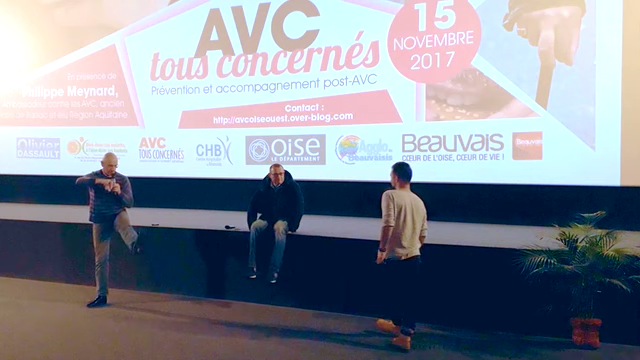 AVC
tous concernés
Prévention et accompagnement post-AVC
15
NOVEMBRE
2017
En présence de
Philippe Meynard,
Contact :
http://avcoiseouest.over-blog.com
Olivier
DASSAULT
AVC
TOUS CONCERNÉS
CHB
Oise
LE DÉPARTEMENT
Agglo
Beauvaisis
Beauvais
CŒUR DE L'OISE, CŒUR DE VIE !
Beauvais